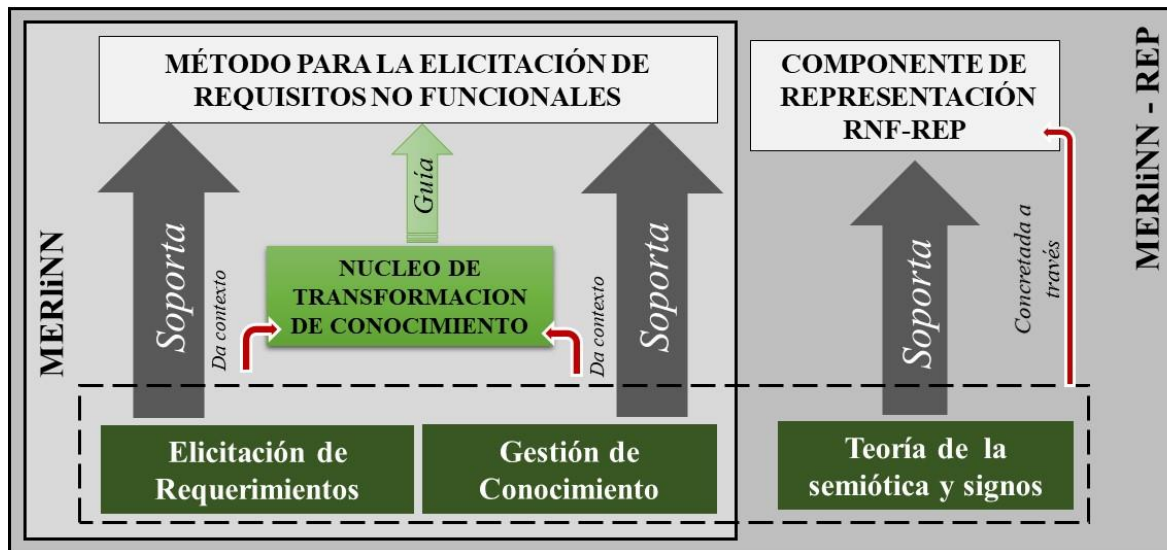 MÉTODO PARA LA ELICITACIÓN DE
REQUISITOS NO FUNCIONALES
COMPONENTE DE
REPRESENTACIÓN
RNF-REP
MERliNN
MERliNN - REP
Soporta
Da contexto
Guía
NUCLEO DE
TRANSFORMACION
DE CONOCIMIENTO
Da contexto
Soporta
Soporta
Concretada a
través
Elicitación de
Requerimientos
Gestión de
Conocimiento
Teoría de la
semiótica y signos